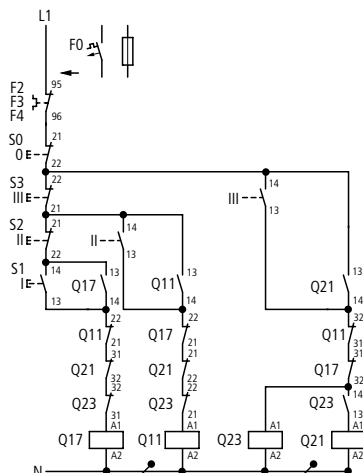 L1
F0
F2 95
F3
F4 96
S0 21
0 E 22
S3 22 14 14
III E 21 III 13
S2 21 14
II E 22 II 13
S1 14 Q17 13 Q11 13 Q21 13
I E 13 14 14 14
Q11 22 Q17 22 32
21 21 Q11 31
Q21 31 Q21 22 Q17 31
32 21 32
Q23 32 Q23 22 Q23 14
31 21 13
Q17 A1 Q11 A1 Q23 A1 Q21 A1
A2 A2 A2 A2
N